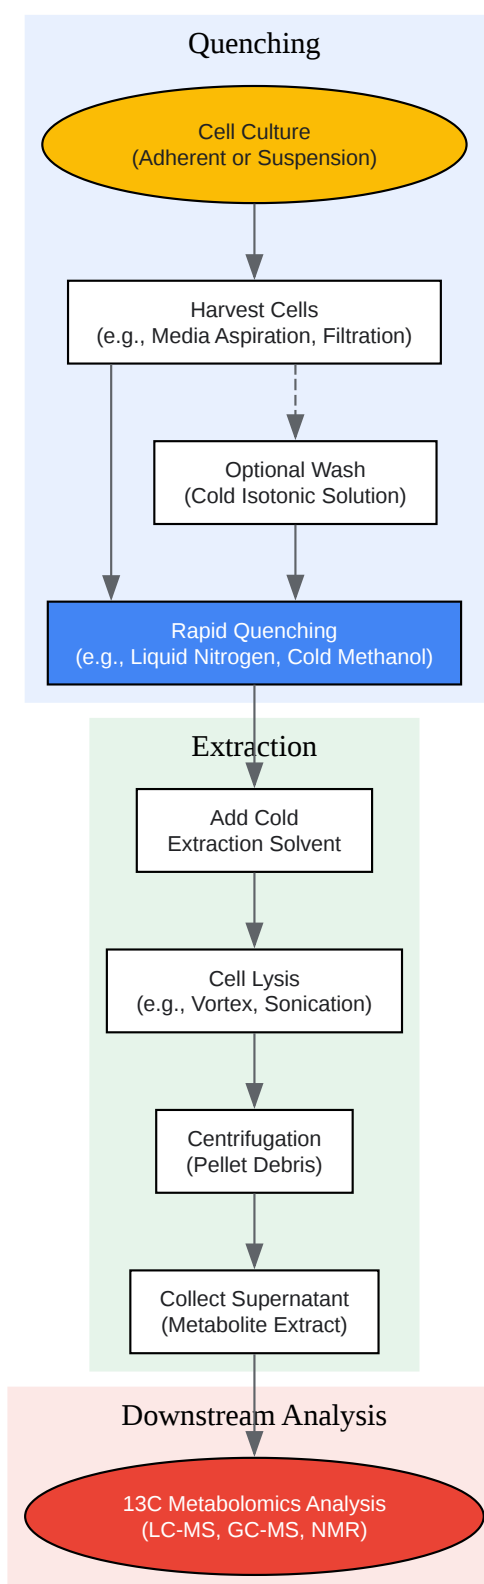 Quenching
Cell Culture
(Adherent or Suspension)
Harvest Cells
(e.g., Media Aspiration, Filtration)
Optional Wash
(Cold Isotonic Solution)
Rapid Quenching
(e.g., Liquid Nitrogen, Cold Methanol)
Extraction
Add Cold
Extraction Solvent
Cell Lysis
(e.g., Vortex, Sonication)
Centrifugation
(Pellet Debris)
Collect Supernatant
(Metabolite Extract)
Downstream Analysis
13C Metabolomics Analysis
(LC-MS, GC-MS, NMR)